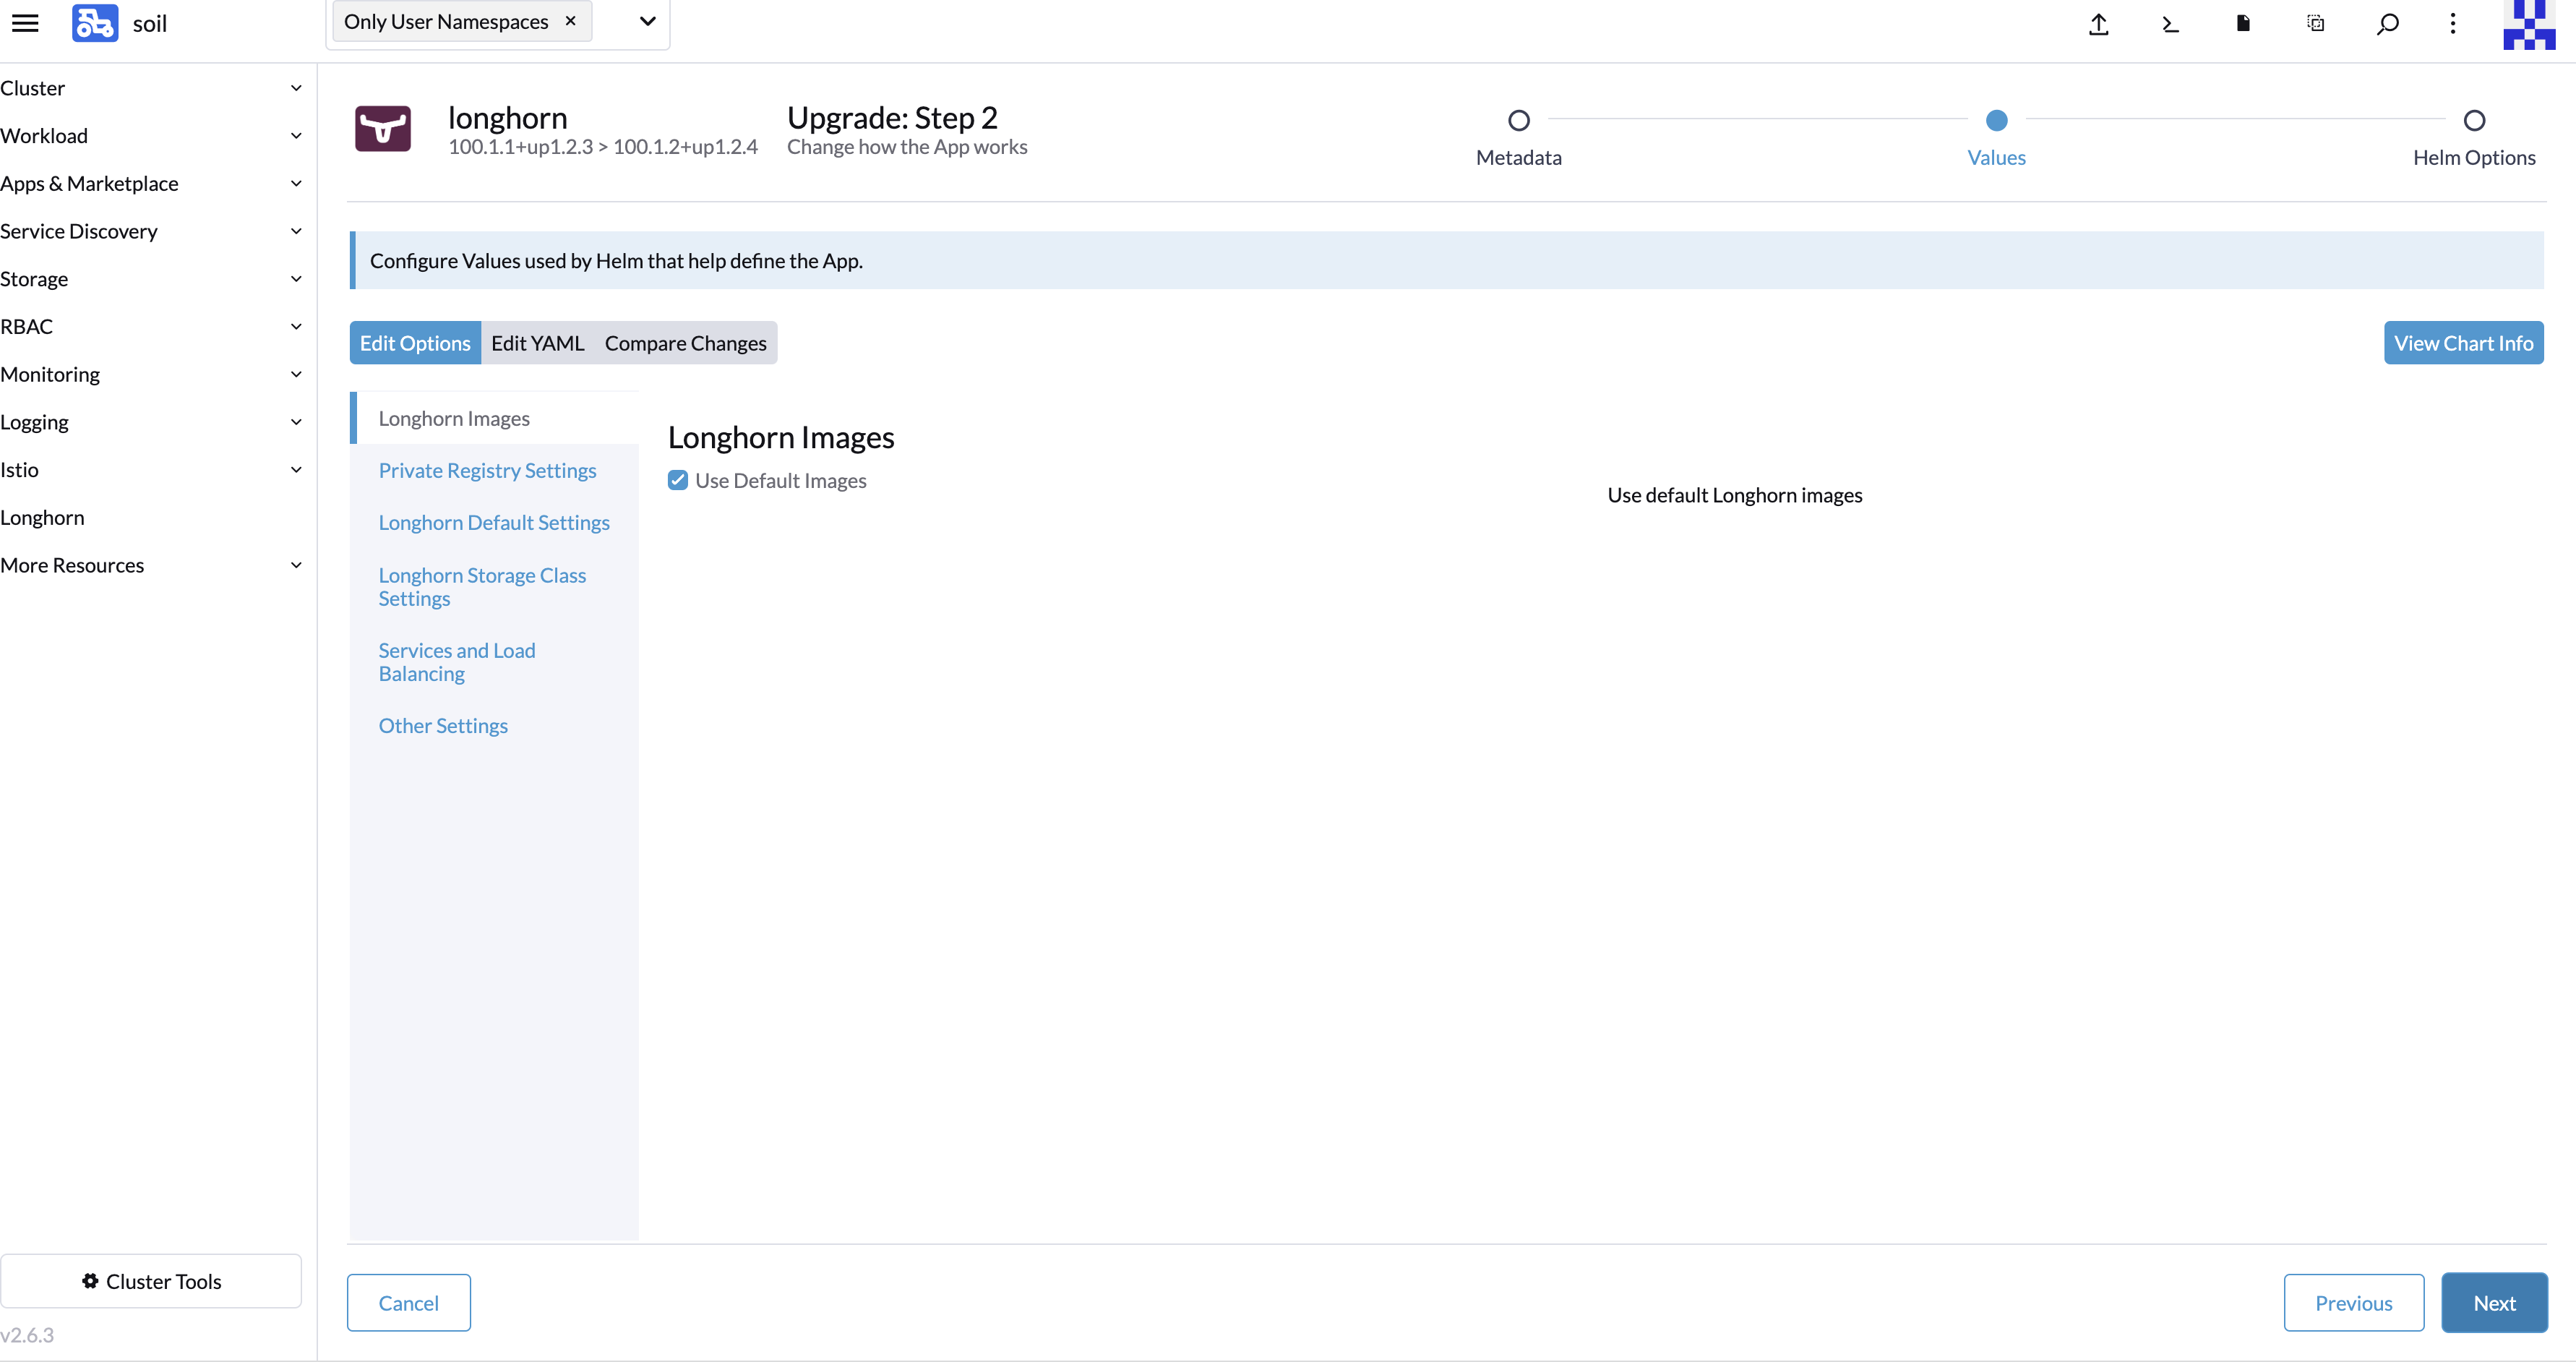 soil
Only User Namespaces ×
Cluster
Workload
Apps & Marketplace
Service Discovery
Storage
RBAC
Monitoring
Logging
Istio
Longhorn
More Resources
Cluster Tools
v2.6.3
longhorn
100.1.1+up1.2.3 > 100.1.2+up1.2.4
Upgrade: Step 2
Change how the App works
Metadata
Values
Helm Options
Configure Values used by Helm that help define the App.
Edit Options
Edit YAML
Compare Changes
View Chart Info
Longhorn Images
Private Registry Settings
Longhorn Default Settings
Longhorn Storage Class
Settings
Services and Load
Balancing
Other Settings
Longhorn Images
Use Default Images
Use default Longhorn images
Cancel
Previous
Next